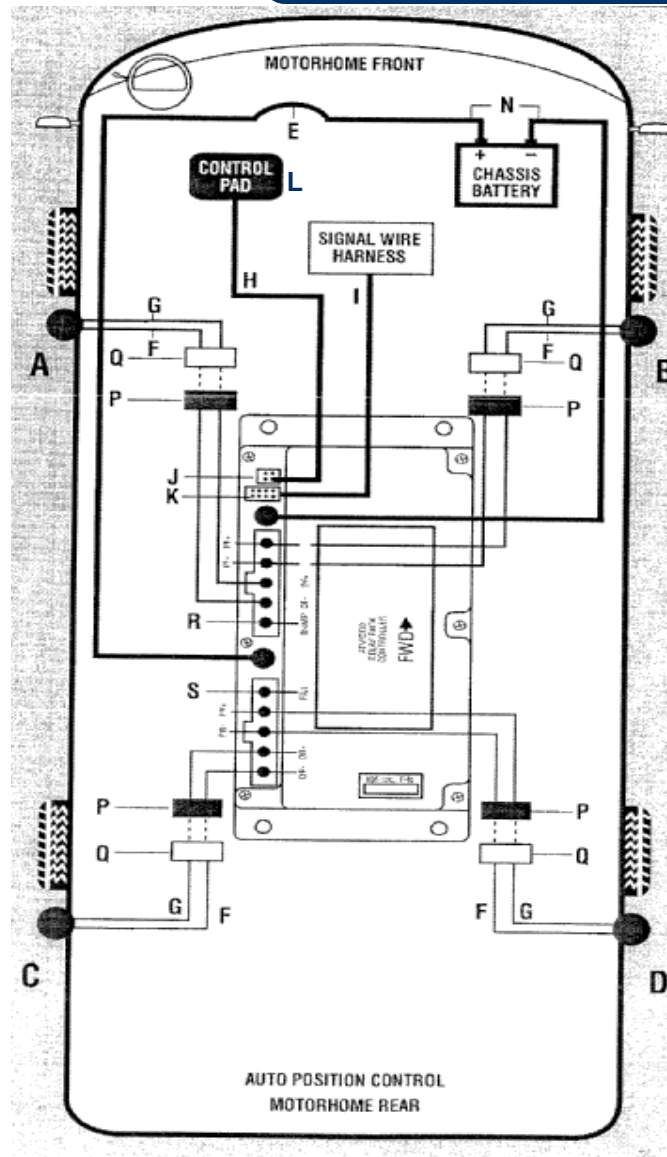 MOTORHOME FRONT
N
E
CONTROL
PAD
L
+ −
CHASSIS
BATTERY
SIGNAL WIRE
HARNESS
H
I
G
G
F
F
Q
Q
A
B
P
P
J
K
R
FWD
S
P
P
Q
Q
G
F
F
G
C
D
AUTO POSITION CONTROL
MOTORHOME REAR